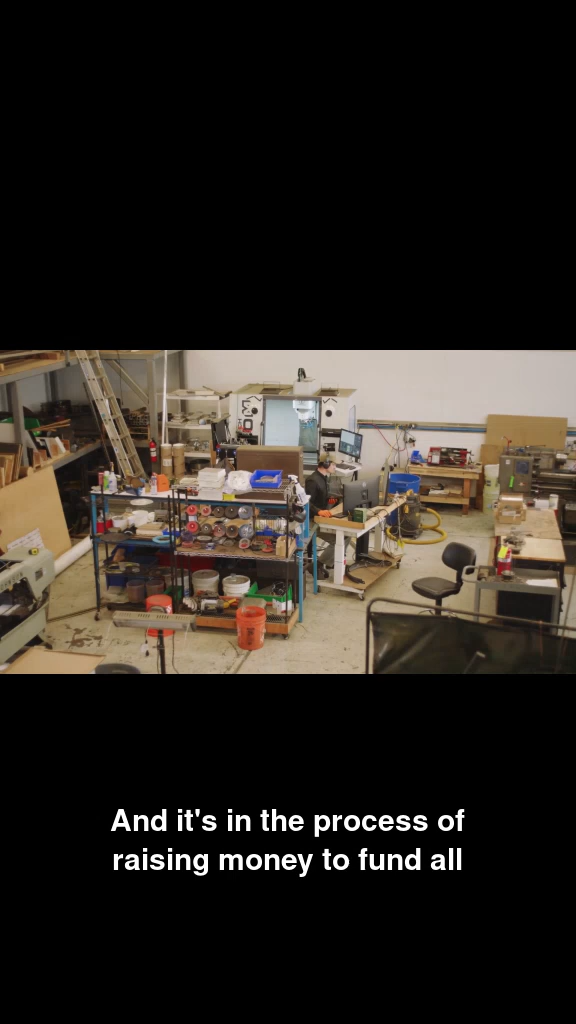 And it's in the process of
raising money to fund all